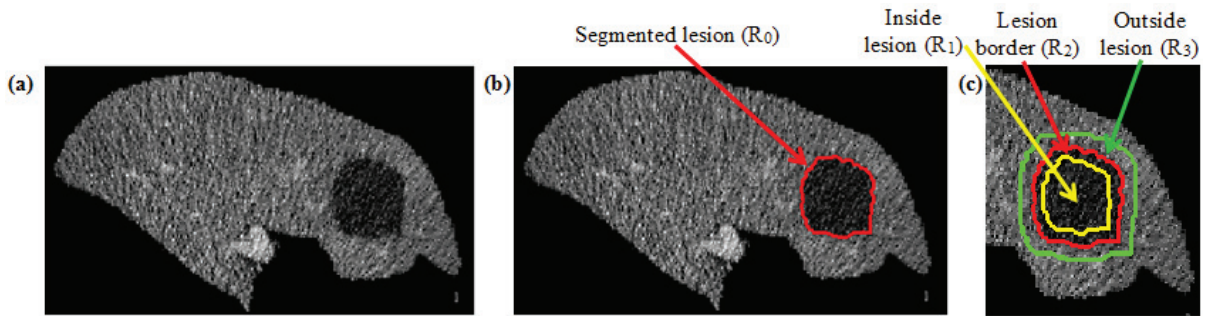 (a)
(b)
Segmented lesion (R0)
Inside
lesion (R1)
Lesion
border (R2)
Outside
lesion (R3)
(c)